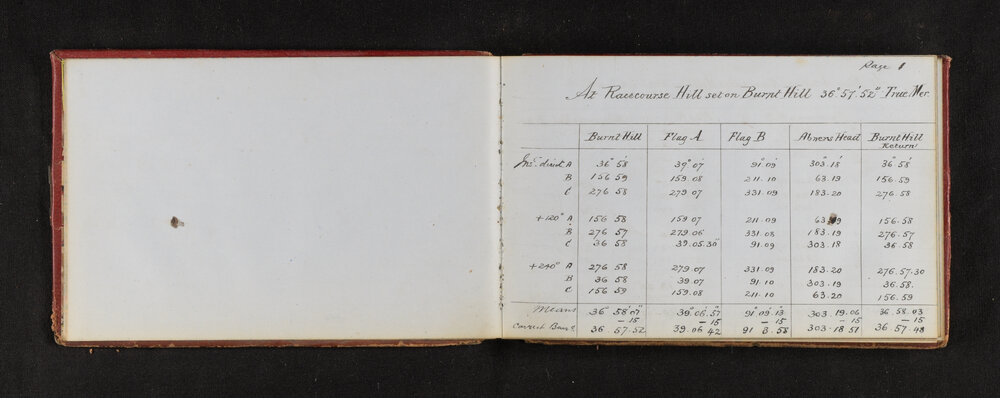 Page 1
At Racecourse Hill set on Burnt Hill 36° 57' 52" True Mer.
Burnt Hill Flag A Flag B Abners Head Burnt Hill Return
Inst. direct A 36° 58' 39° 07 91° 09' 303° 18' 36° 58'
B 156 59 159.08 211.10 63.19 156.59
C 276 58 279 07 331.09 183.20 276.58
+120° A 156 58 159 07 211.09 63.19 156.58
B 276 57 279.06 331.08 183.19 276.57
C 36 58 39.05.30" 91.09 303.18 36.58
+240° A 276 58 279.07 331.09 183.20 276.57.30
B 36 58 39.07 91.10 303.19 36.58.
C 156 59 159.08 211.10 63.20 156.59
Means 36° 58' 07" 39° 06' 57" 91° 09' 13" 303 19.06 36.58.03
– 15 – 15 – 15 – 15 – 15
Correct Bearg 36 57.52 39.06 42 91 8.58 303.18 51 36 57.48